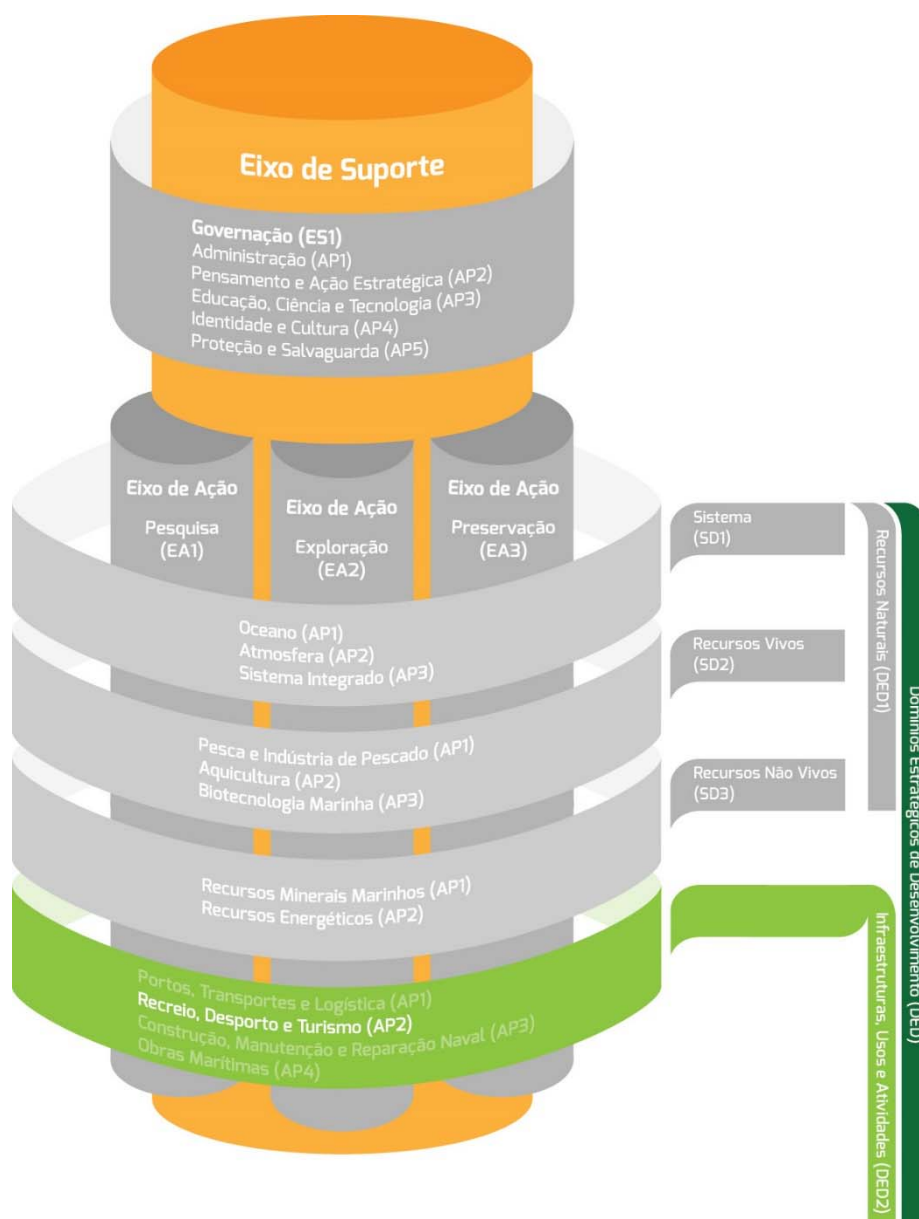 Eixo de Suporte
Governação (ES1)
Administração (AP1)
Pensamento e Ação Estratégica (AP2)
Educação, Ciência e Tecnologia (AP3)
Identidade e Cultura (AP4)
Proteção e Salvaguarda (AP5)
Eixo de Ação
Pesquisa
(EA1)
Eixo de Ação
Exploração
(EA2)
Eixo de Ação
Preservação
(EA3)
Oceano (AP1)
Atmosfera (AP2)
Sistema Integrado (AP3)
Pesca e Indústria de Pescado (AP1)
Aquicultura (AP2)
Biotecnologia Marinha (AP3)
Recursos Minerais Marinhos (AP1)
Recursos Energéticos (AP2)
Portos, Transportes e Logística (AP1)
Recreio, Desporto e Turismo (AP2)
Construção, Manutenção e Reparação Naval (AP3)
Obras Marítimas (AP4)
Sistema
(SD1)
Recursos Vivos
(SD2)
Recursos Não Vivos
(SD3)
Recursos Naturais (DED1)
Infraestruturas, Usos e Atividades (DED2)
Domínios Estratégicos de Desenvolvimento (DED)